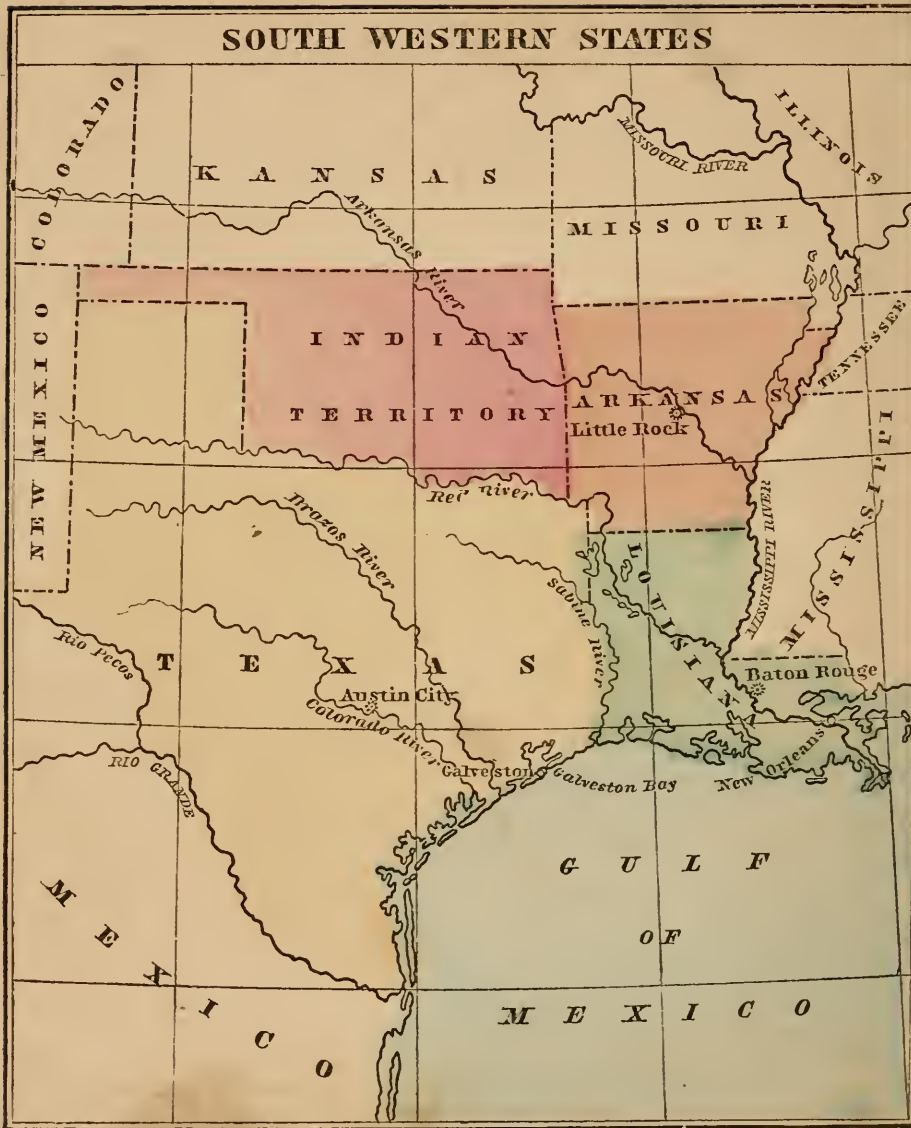 SOUTH WESTERN STATES
COLORADO
KANSAS
ILLINOIS
MISSOURI RIVER
Arkansas River
MISSOURI
NEW MEXICO
INDIAN
TERRITORY
ARKANSAS
Little Rock
TENNESSEE
Red River
Brazos River
Sabine River
LOUISIANA
MISSISSIPPI RIVER
MISSISSIPPI
Rio Pecos
TEXAS
Baton Rouge
Austin City
Colorado River
RIO GRANDE
Galveston
Galveston Bay
New Orleans
GULF
OF
MEXICO
MEXICO